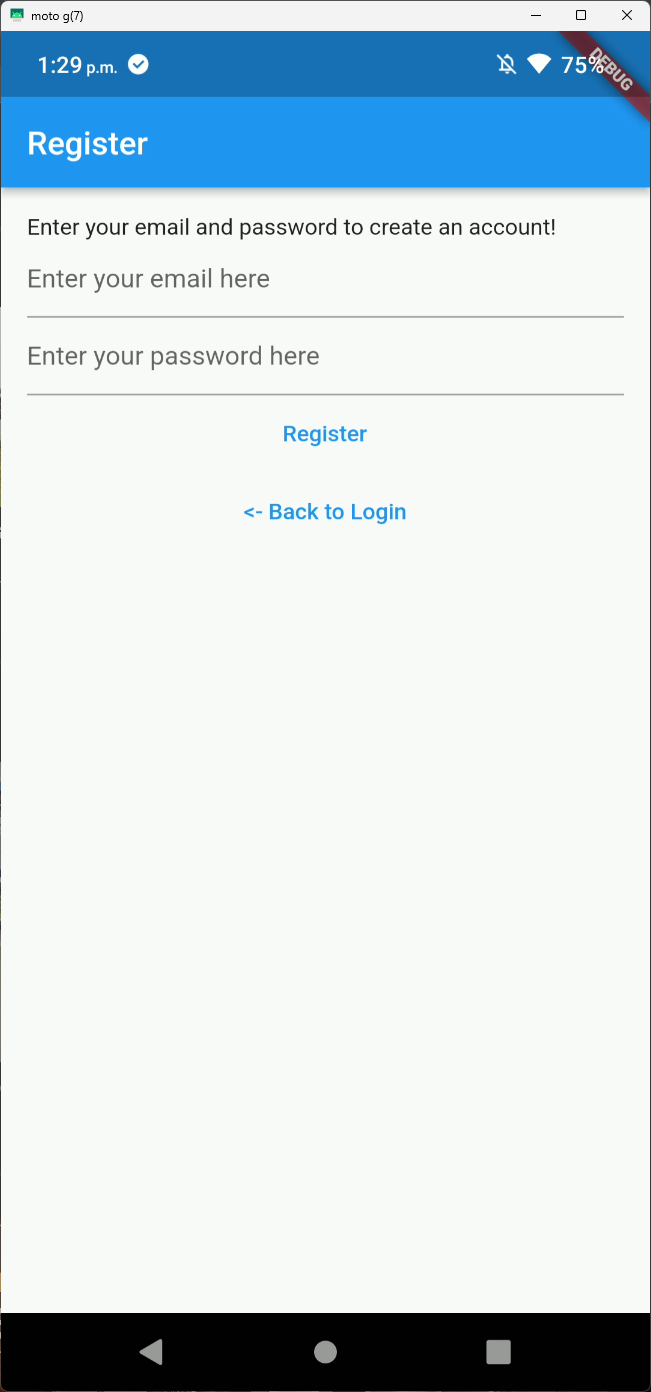 moto g(7)
1:29 p.m.
75%
DEBUG
Register
Enter your email and password to create an account!
Enter your email here
Enter your password here
Register
<- Back to Login